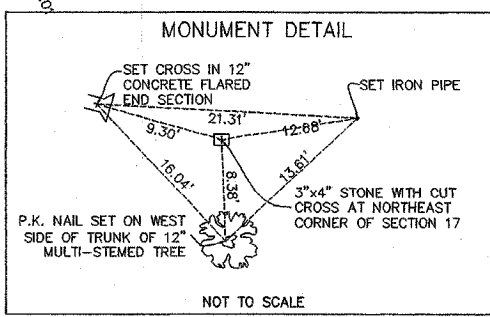 MONUMENT DETAIL
SET CROSS IN 12"
CONCRETE FLARED
END SECTION
SET IRON PIPE
21.31'
9.30'
12.68'
16.04'
8.38'
13.61'
3"x4" STONE WITH CUT
CROSS AT NORTHEAST
CORNER OF SECTION 17
P.K. NAIL SET ON WEST
SIDE OF TRUNK OF 12"
MULTI-STEMED TREE
NOT TO SCALE